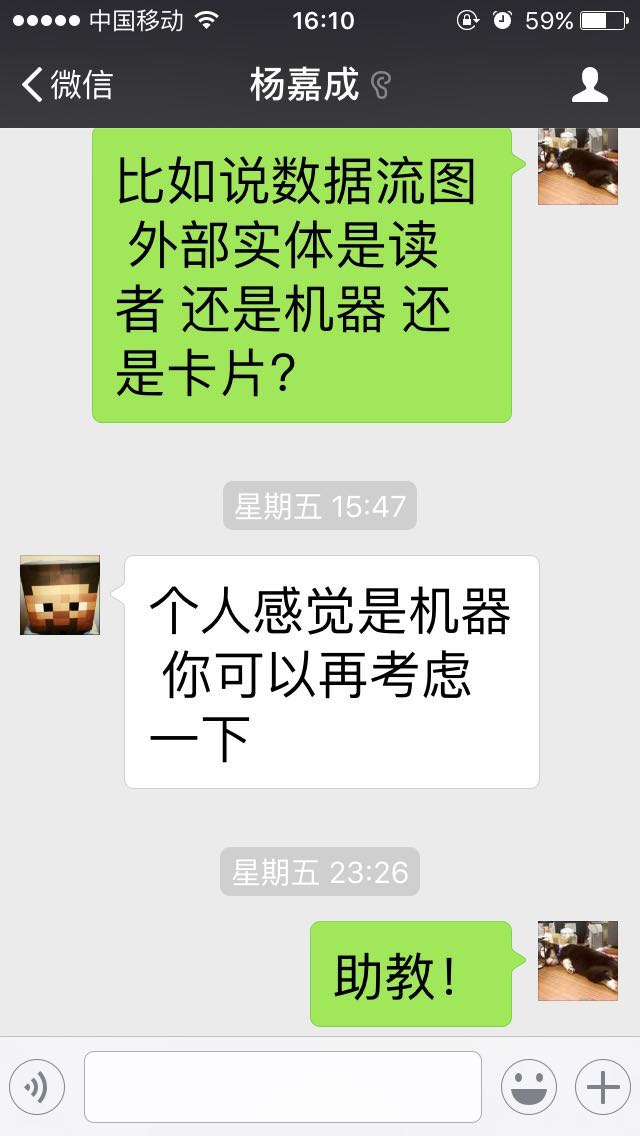 中国移动 16:10 59%
微信 杨嘉成
比如说数据流图
外部实体是读
者 还是机器 还
是卡片?
星期五 15:47
个人感觉是机器
你可以再考虑
一下
星期五 23:26
助教!